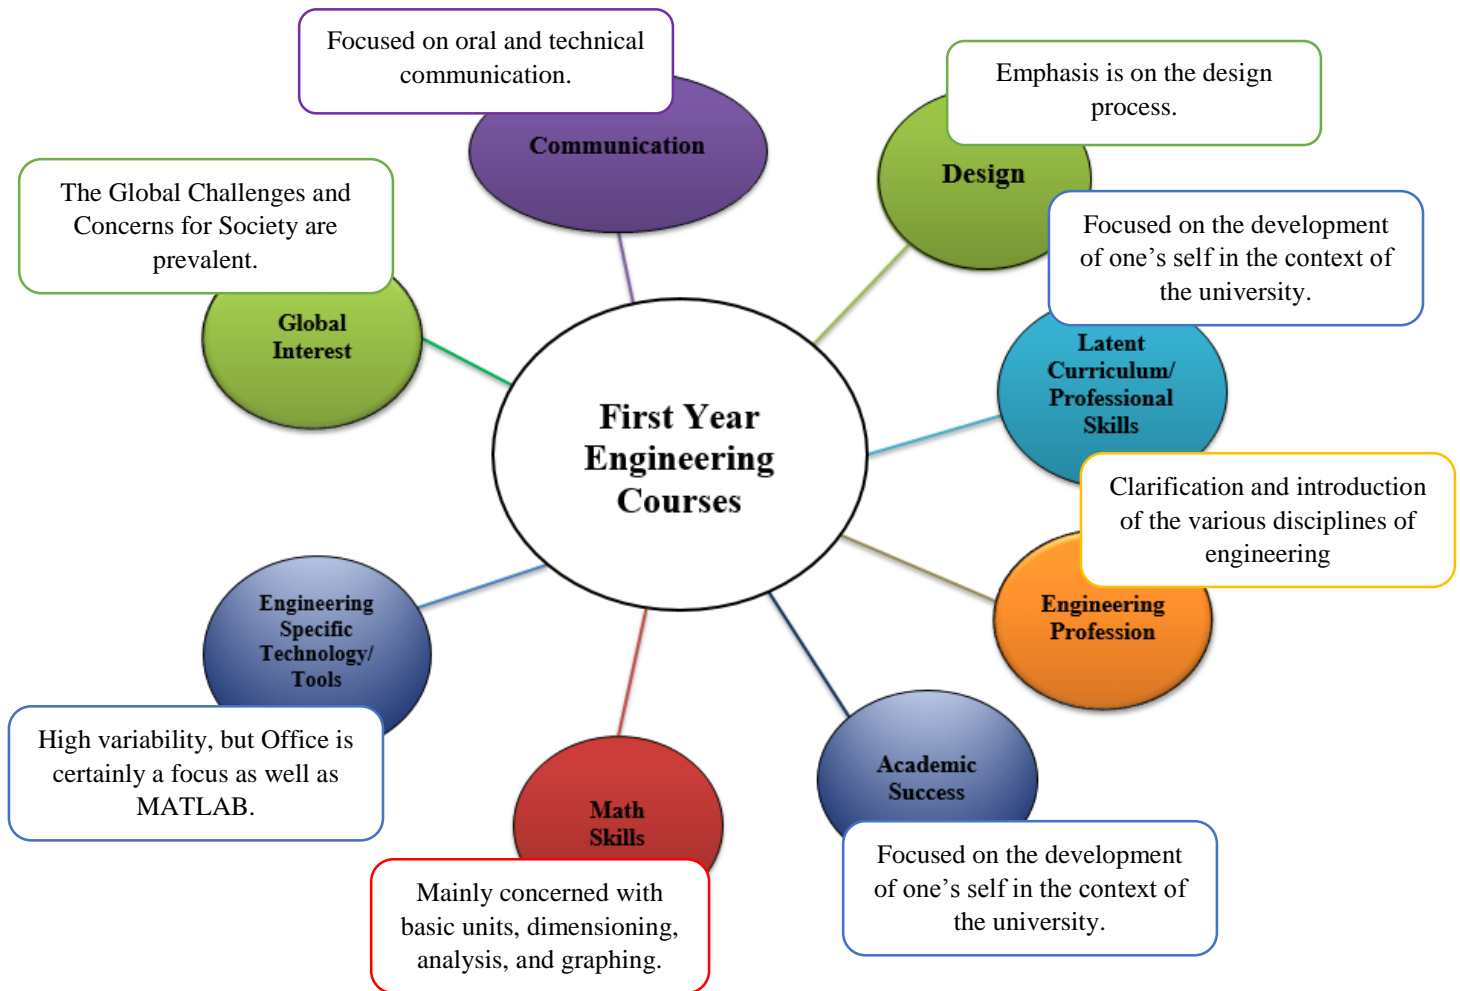 Focused on oral and technical
communication.
Communication
Emphasis is on the design
process.
Design
The Global Challenges and
Concerns for Society are
prevalent.
Global
Interest
Focused on the development
of one’s self in the context of
the university.
Latent
Curriculum/
Professional
Skills
First Year
Engineering
Courses
Clarification and introduction
of the various disciplines of
engineering
Engineering
Profession
Engineering
Specific
Technology/
Tools
High variability, but Office is
certainly a focus as well as
MATLAB.
Math
Skills
Mainly concerned with
basic units, dimensioning,
analysis, and graphing.
Academic
Success
Focused on the development
of one’s self in the context of
the university.